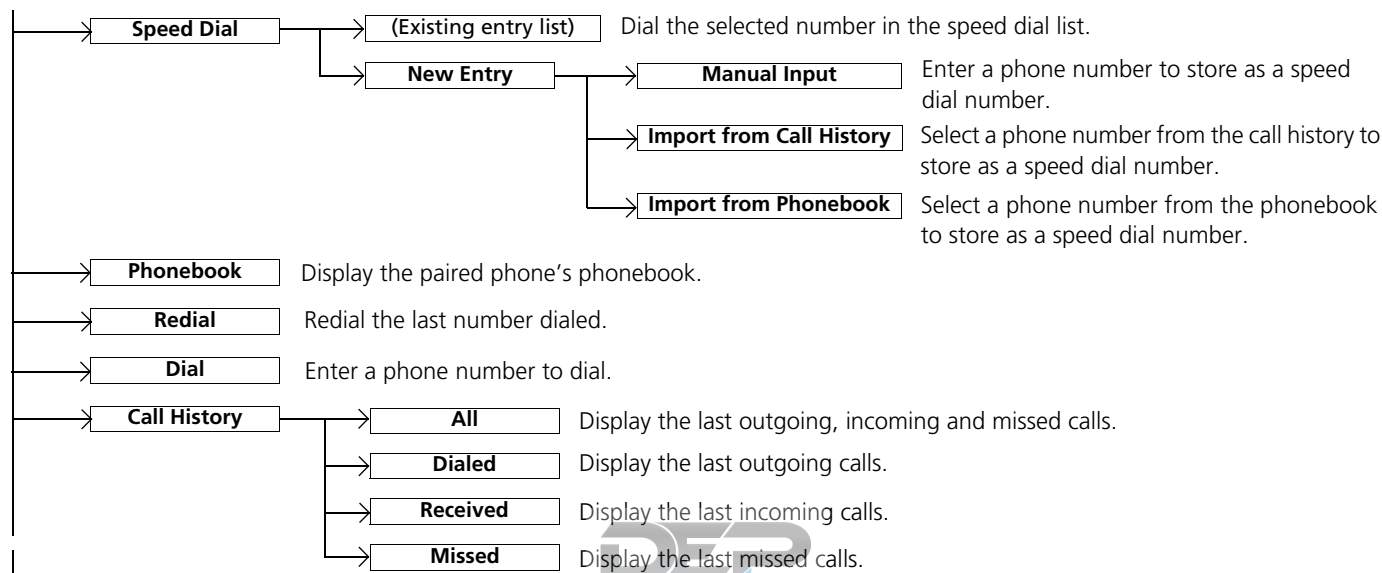 Speed Dial (Existing entry list) Dial the selected number in the speed dial list.
New Entry Manual Input Enter a phone number to store as a speed
dial number.
Import from Call History Select a phone number from the call history to
store as a speed dial number.
Import from Phonebook Select a phone number from the phonebook
to store as a speed dial number.
Phonebook Display the paired phone’s phonebook.
Redial Redial the last number dialed.
Dial Enter a phone number to dial.
Call History All Display the last outgoing, incoming and missed calls.
Dialed Display the last outgoing calls.
Received Display the last incoming calls.
DEP
Missed Display the last missed calls.